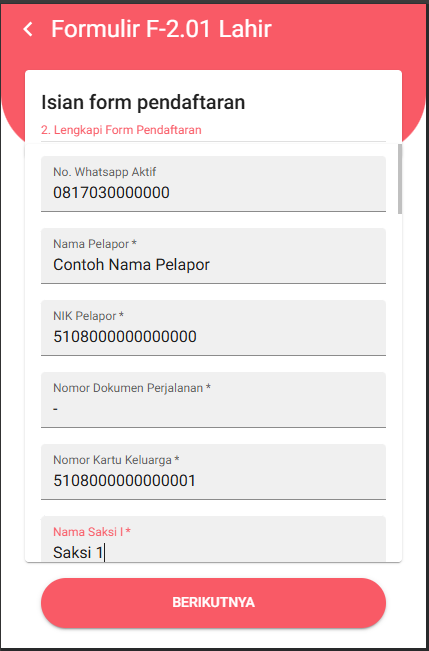 Formulir F-2.01 Lahir
Isian form pendaftaran
2. Lengkapi Form Pendaftaran
No. Whatsapp Aktif
0817030000000
Nama Pelapor *
Contoh Nama Pelapor
NIK Pelapor *
5108000000000000
Nomor Dokumen Perjalanan *
-
Nomor Kartu Keluarga *
5108000000000001
Nama Saksi I *
Saksi 1
BERIKUTNYA